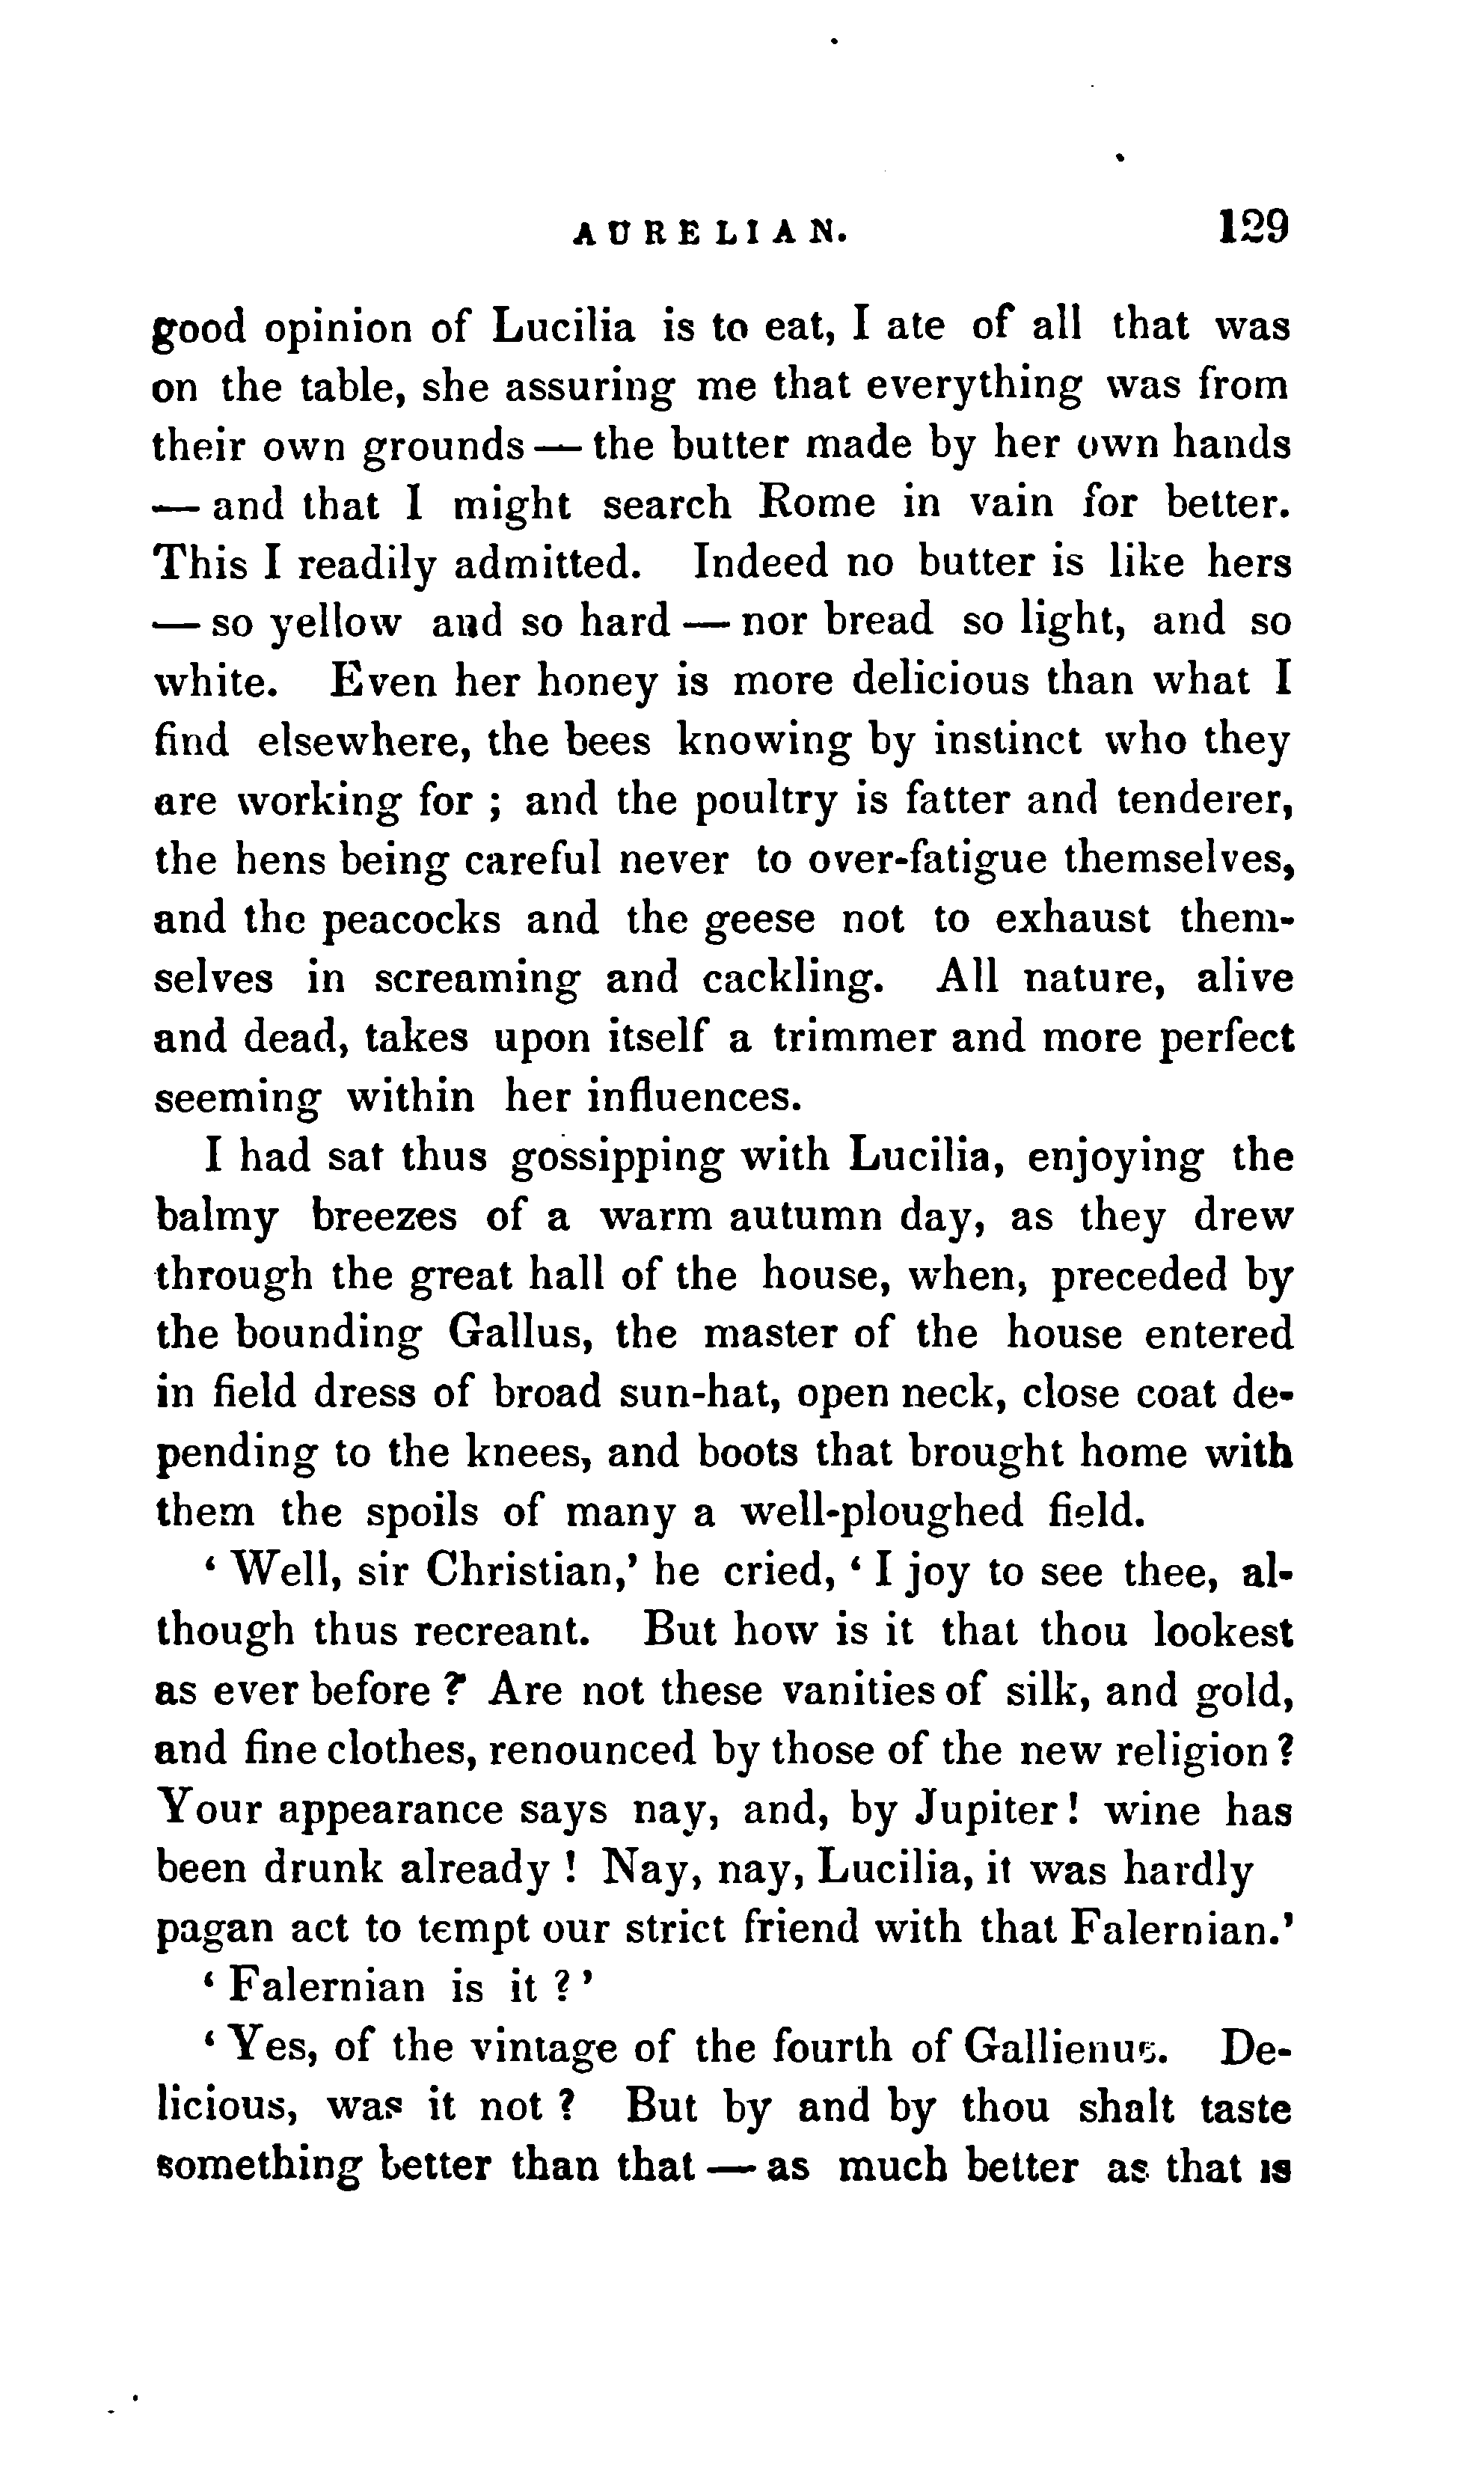 AURELIAN. 129
good opinion of Lucilia is to eat, I ate of all that was
on the table, she assuring me that everything was from
their own grounds — the butter made by her own hands
— and that I might search Rome in vain for better.
This I readily admitted. Indeed no butter is like hers
— so yellow and so hard — nor bread so light, and so
white. Even her honey is more delicious than what I
find elsewhere, the bees knowing by instinct who they
are working for ; and the poultry is fatter and tenderer,
the hens being careful never to over-fatigue themselves,
and the peacocks and the geese not to exhaust them-
selves in screaming and cackling. All nature, alive
and dead, takes upon itself a trimmer and more perfect
seeming within her influences.
I had sat thus gossipping with Lucilia, enjoying the
balmy breezes of a warm autumn day, as they drew
through the great hall of the house, when, preceded by
the bounding Gallus, the master of the house entered
in field dress of broad sun-hat, open neck, close coat de-
pending to the knees, and boots that brought home with
them the spoils of many a well-ploughed field.
‘ Well, sir Christian,’ he cried, ‘ I joy to see thee, al-
though thus recreant. But how is it that thou lookest
as ever before ? Are not these vanities of silk, and gold,
and fine clothes, renounced by those of the new religion ?
Your appearance says nay, and, by Jupiter ! wine has
been drunk already ! Nay, nay, Lucilia, it was hardly
pagan act to tempt our strict friend with that Falernian.’
‘ Falernian is it ? ’
‘ Yes, of the vintage of the fourth of Gallienus. De-
licious, was it not ? But by and by thou shalt taste
something better than that — as much better as that is